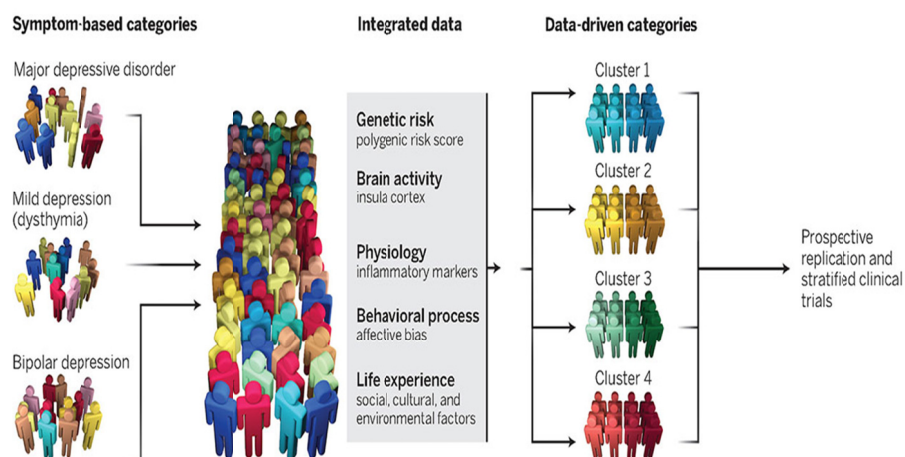 Symptom-based categories
Major depressive disorder
Mild depression
(dysthymia)
Bipolar depression
Integrated data
Genetic risk
polygenic risk score
Brain activity
insula cortex
Physiology
inflammatory markers
Behavioral process
affective bias
Life experience
social, cultural, and
environmental factors
Data-driven categories
Cluster 1
Cluster 2
Cluster 3
Cluster 4
Prospective
replication and
stratified clinical
trials